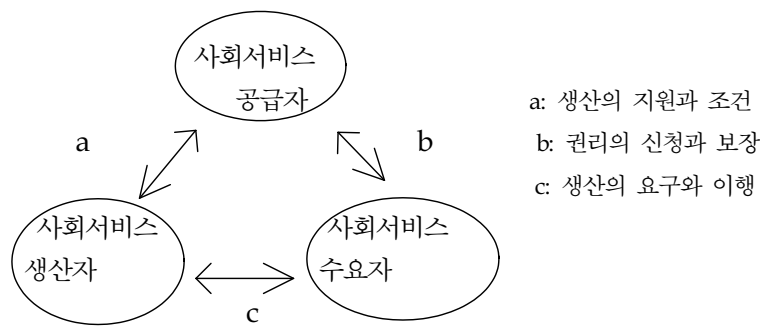 사회서비스
공급자
a
b
a: 생산의 지원과 조건
b: 권리의 신청과 보장
c: 생산의 요구와 이행
사회서비스
생산자
사회서비스
수요자
c